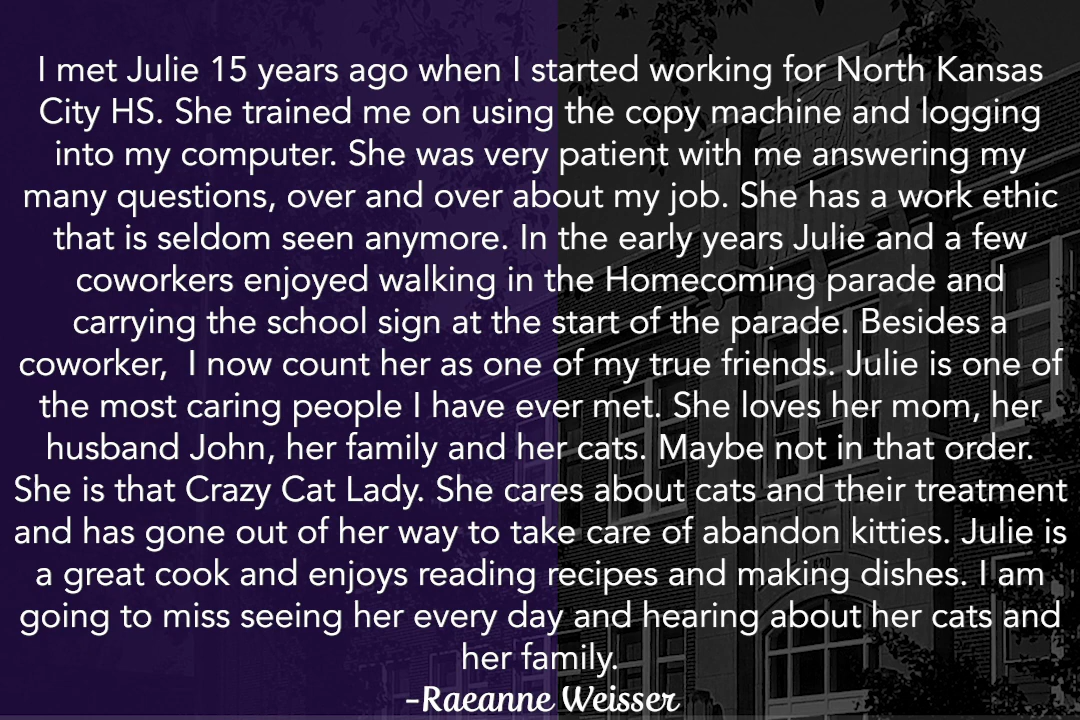 I met Julie 15 years ago when I started working for North Kansas
City HS. She trained me on using the copy machine and logging
into my computer. She was very patient with me answering my
many questions, over and over about my job. She has a work ethic
that is seldom seen anymore. In the early years Julie and a few
coworkers enjoyed walking in the Homecoming parade and
carrying the school sign at the start of the parade. Besides a
coworker,  I now count her as one of my true friends. Julie is one of
the most caring people I have ever met. She loves her mom, her
husband John, her family and her cats. Maybe not in that order.
She is that Crazy Cat Lady. She cares about cats and their treatment
and has gone out of her way to take care of abandon kitties. Julie is
a great cook and enjoys reading recipes and making dishes. I am
going to miss seeing her every day and hearing about her cats and
her family.
-Raeanne Weisser